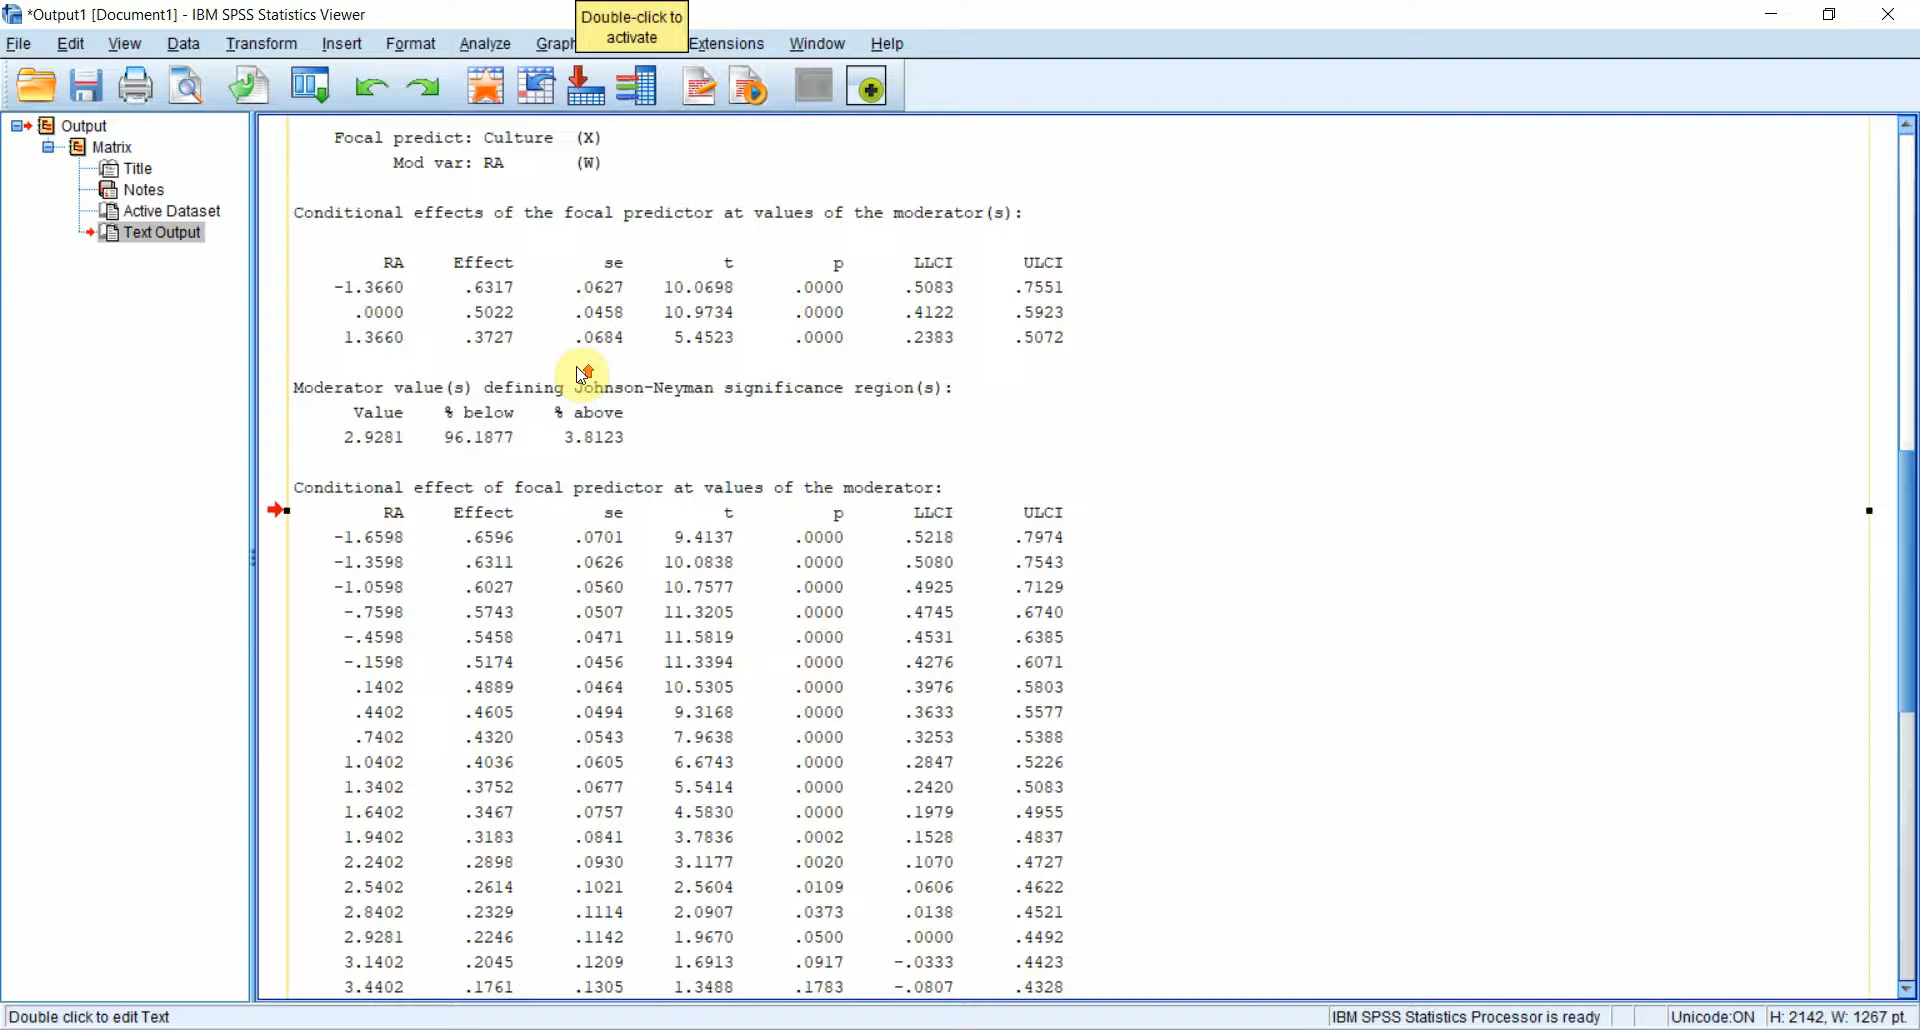 *Output1 [Document1] - IBM SPSS Statistics Viewer
Double-click to
activate
File Edit View Data Transform Insert Format Analyze Graph Extensions Window Help
Output
Matrix
Title
Notes
Active Dataset
Text Output
Focal predict: Culture (X)
Mod var: RA (W)
Conditional effects of the focal predictor at values of the moderator(s):
RA Effect se t p LLCI ULCI
-1.3660 .6317 .0627 10.0698 .0000 .5083 .7551
.0000 .5022 .0458 10.9734 .0000 .4122 .5923
1.3660 .3727 .0684 5.4523 .0000 .2383 .5072
Moderator value(s) defining Johnson-Neyman significance region(s):
Value % below % above
2.9281 96.1877 3.8123
Conditional effect of focal predictor at values of the moderator:
RA Effect se t p LLCI ULCI
-1.6598 .6596 .0701 9.4137 .0000 .5218 .7974
-1.3598 .6311 .0626 10.0838 .0000 .5080 .7543
-1.0598 .6027 .0560 10.7577 .0000 .4925 .7129
-.7598 .5743 .0507 11.3205 .0000 .4745 .6740
-.4598 .5458 .0471 11.5819 .0000 .4531 .6385
-.1598 .5174 .0456 11.3394 .0000 .4276 .6071
.1402 .4889 .0464 10.5305 .0000 .3976 .5803
.4402 .4605 .0494 9.3168 .0000 .3633 .5577
.7402 .4320 .0543 7.9638 .0000 .3253 .5388
1.0402 .4036 .0605 6.6743 .0000 .2847 .5226
1.3402 .3752 .0677 5.5414 .0000 .2420 .5083
1.6402 .3467 .0757 4.5830 .0000 .1979 .4955
1.9402 .3183 .0841 3.7836 .0002 .1528 .4837
2.2402 .2898 .0930 3.1177 .0020 .1070 .4727
2.5402 .2614 .1021 2.5604 .0109 .0606 .4622
2.8402 .2329 .1114 2.0907 .0373 .0138 .4521
2.9281 .2246 .1142 1.9670 .0500 .0000 .4492
3.1402 .2045 .1209 1.6913 .0917 -.0333 .4423
3.4402 .1761 .1305 1.3488 .1783 -.0807 .4328
Double click to edit Text
IBM SPSS Statistics Processor is ready
Unicode:ON
H: 2142, W: 1267 pt.